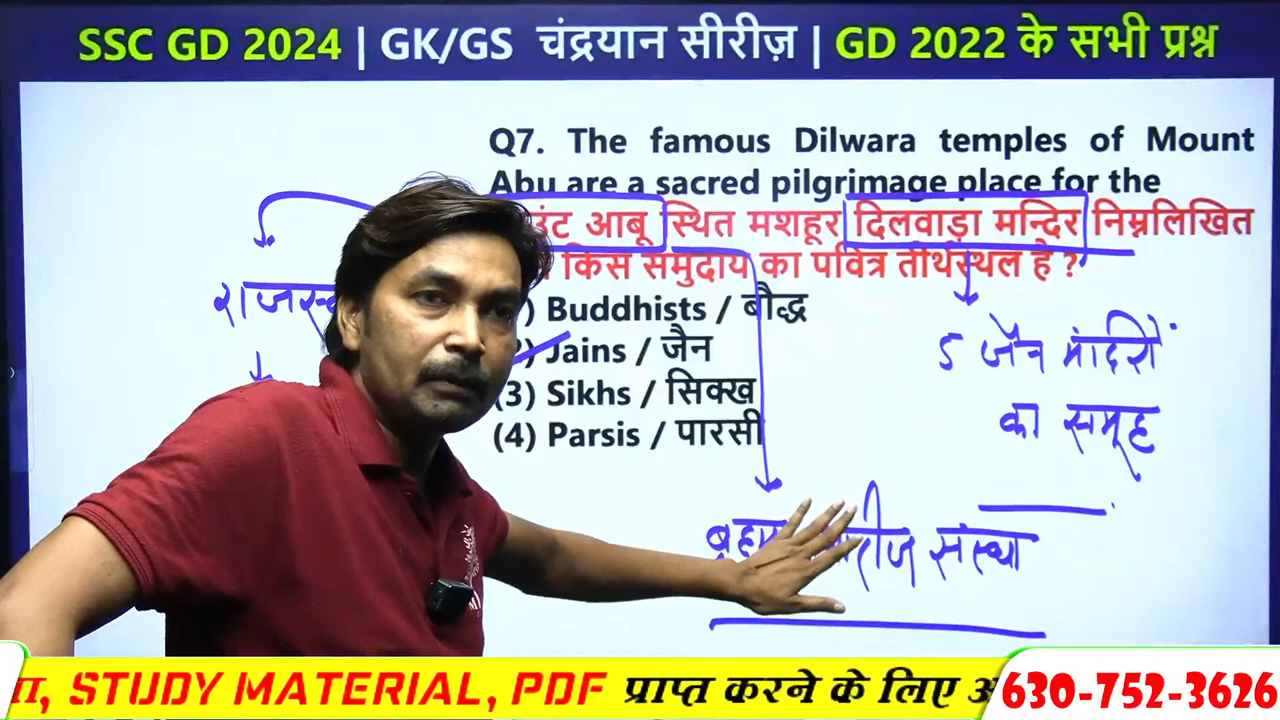 SSC GD 2024 | GK/GS चंद्रयान सीरीज़ | GD 2022 के सभी प्रश्न
Q7. The famous Dilwara temples of Mount
Abu are a sacred pilgrimage place for the
आबू स्थित मशहूर दिलवाड़ा मन्दिर निम्नलिखित
किस समुदाय का पवित्र तीर्थस्थल है ?
Buddhists / बौद्ध
Jains / जैन
(3) Sikhs / सिक्ख
(4) Parsis / पारसी
5 जैन मंदिरों
का समूह
संस्था
STUDY MATERIAL, PDF प्राप्त करने के लिए
630-752-3626